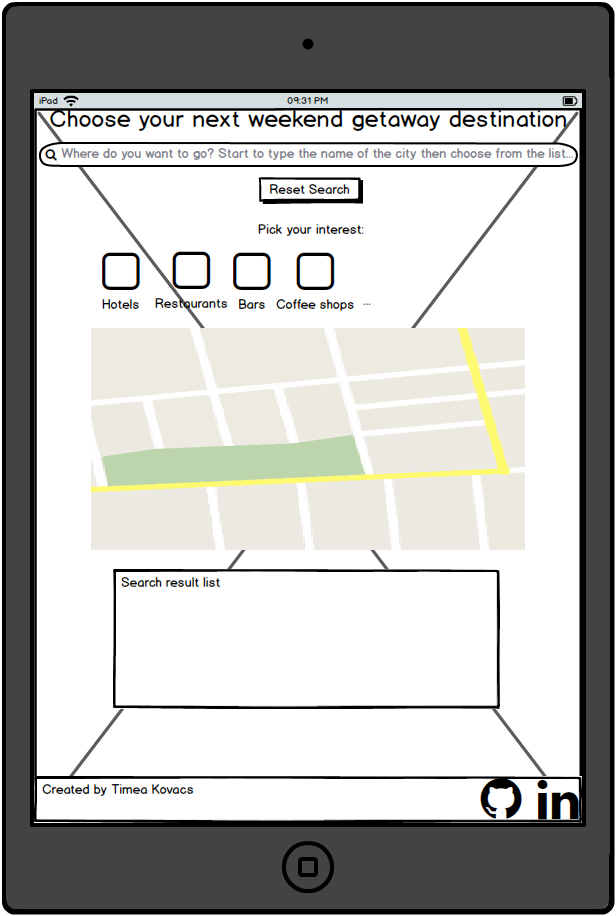 iPad 09:31 PM
Choose your next weekend getaway destination
Where do you want to go? Start to type the name of the city then choose from the list...
Reset Search
Pick your interest:
Hotels Restaurants Bars Coffee shops ...
Search result list
Created by Timea Kovacs
in